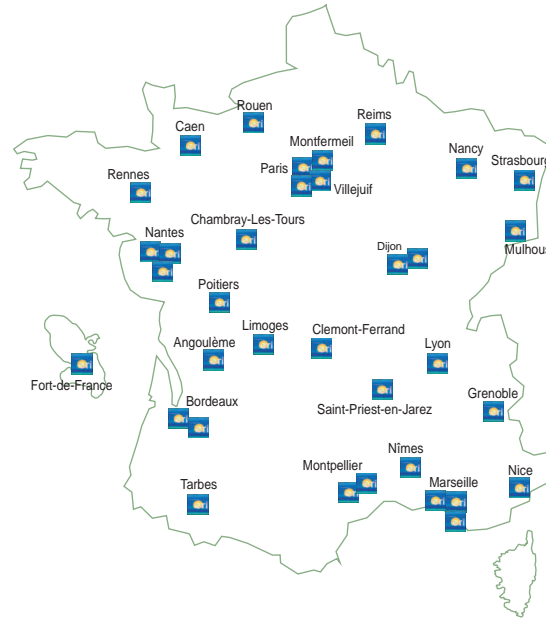 Rouen
Reims
Caen
Montfermeil
Nancy
Strasbourg
Paris
Rennes
Villejuif
Chambray-Les-Tours
Nantes
Dijon
Mulhous
Poitiers
Limoges
Clemont-Ferrand
Angoulème
Lyon
Fort-de-France
Grenoble
Bordeaux
Saint-Priest-en-Jarez
Nîmes
Montpellier
Nice
Tarbes
Marseille